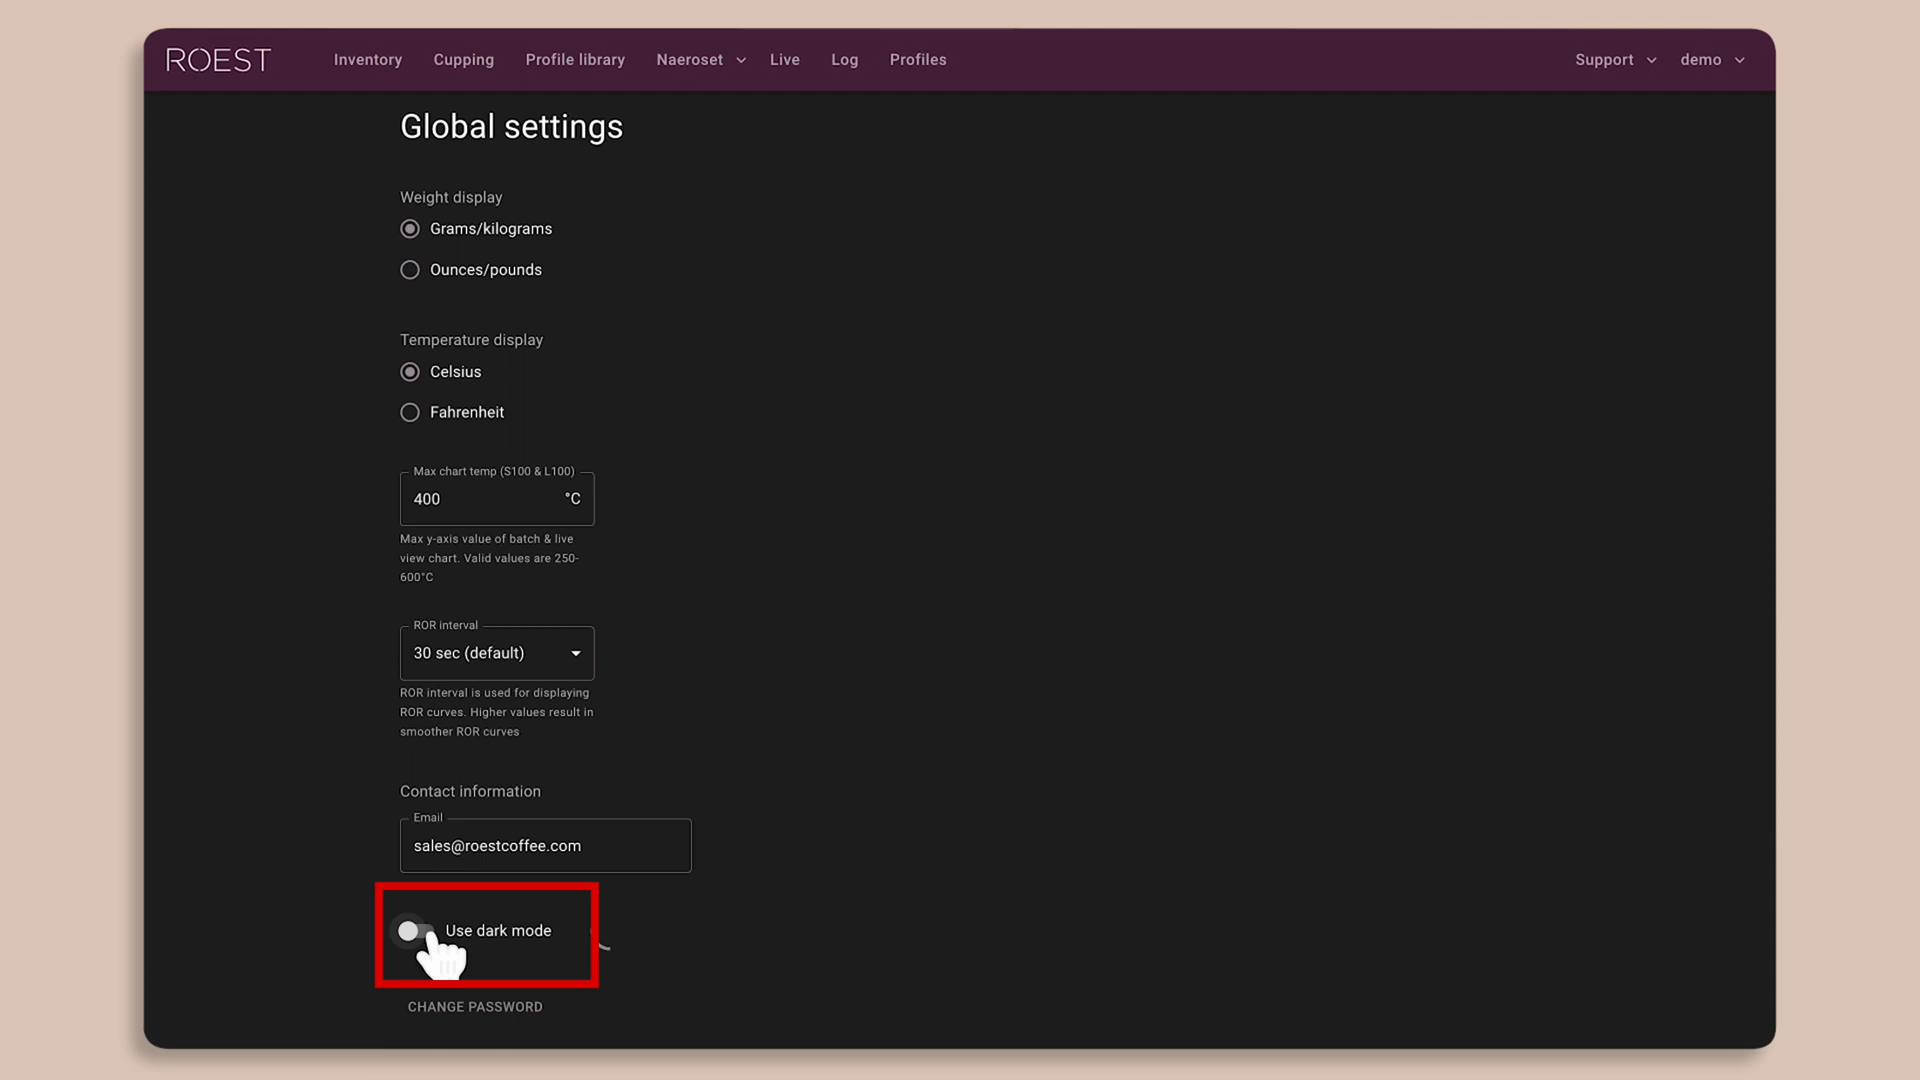 ROEST Inventory Cupping Profile library Naeroset Live Log Profiles Support demo
Global settings
Weight display
Grams/kilograms
Ounces/pounds
Temperature display
Celsius
Fahrenheit
Max chart temp (S100 & L100)
400 °C
Max y-axis value of batch & live
view chart. Valid values are 250-
600°C
ROR interval
30 sec (default)
ROR interval is used for displaying
ROR curves. Higher values result in
smoother ROR curves
Contact information
Email
sales@roestcoffee.com
Use dark mode
CHANGE PASSWORD